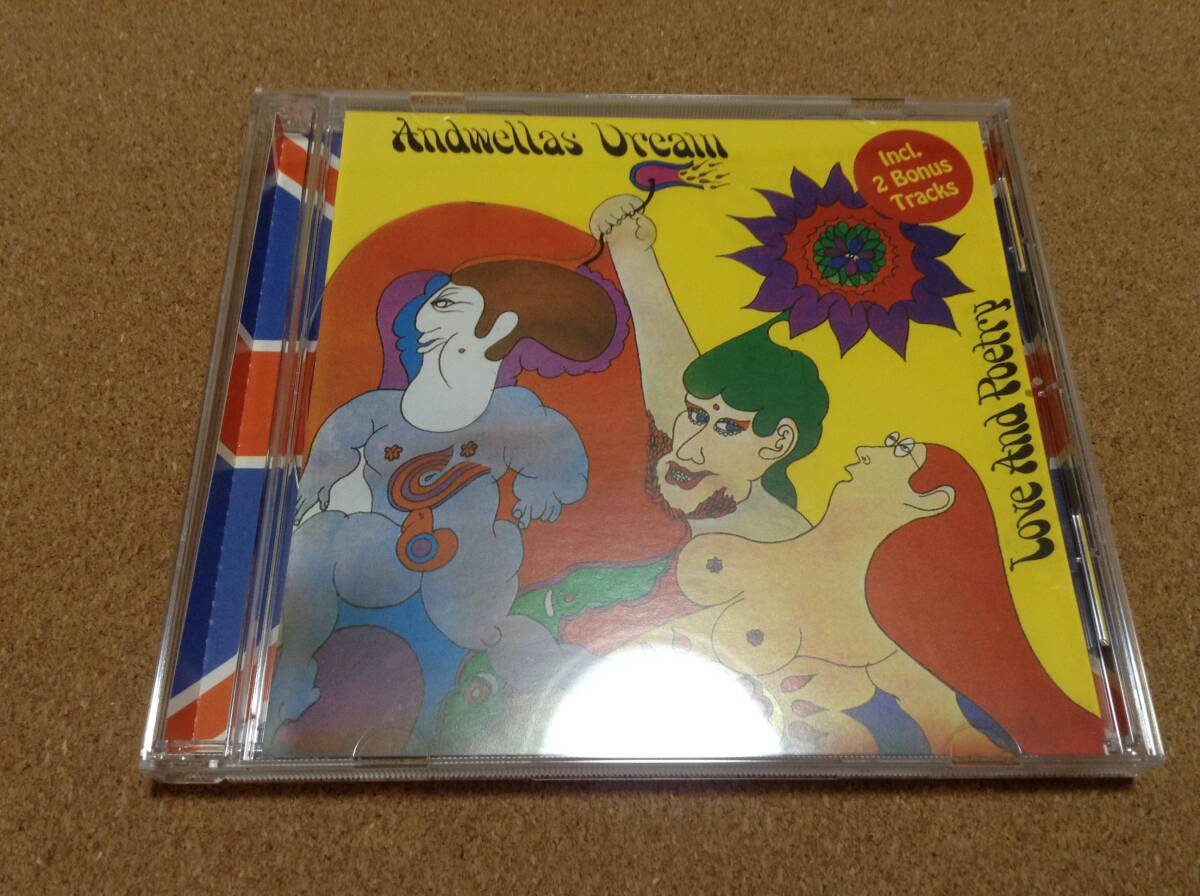 Andwellas Dream
Incl.
2 Bonus
Tracks
Love And Poetry